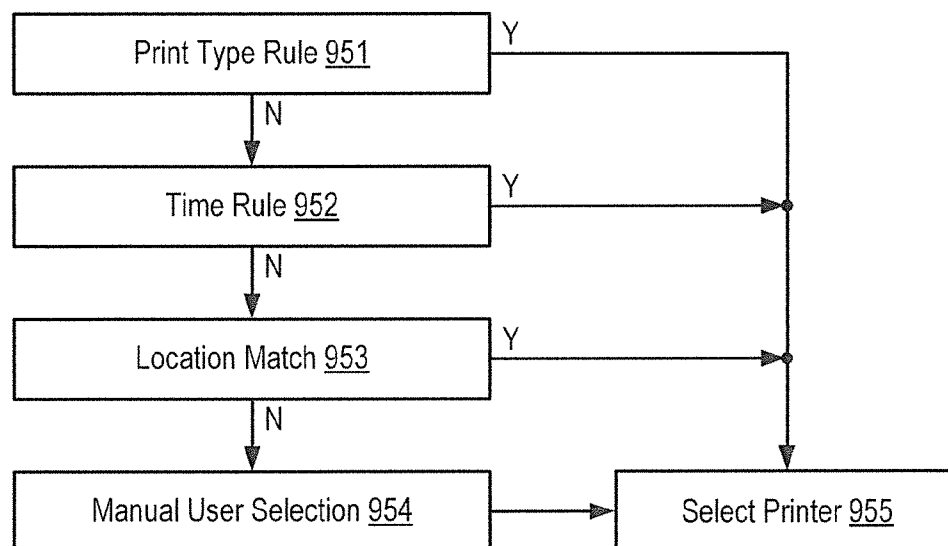 Print Type Rule 951
Y
N
Time Rule 952
Y
N
Location Match 953
Y
N
Manual User Selection 954
Select Printer 955